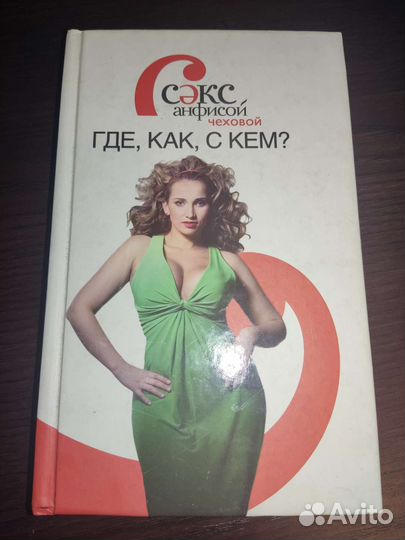 сэкс
анфисой
чеховой
ГДЕ, КАК, С КЕМ?
Avito